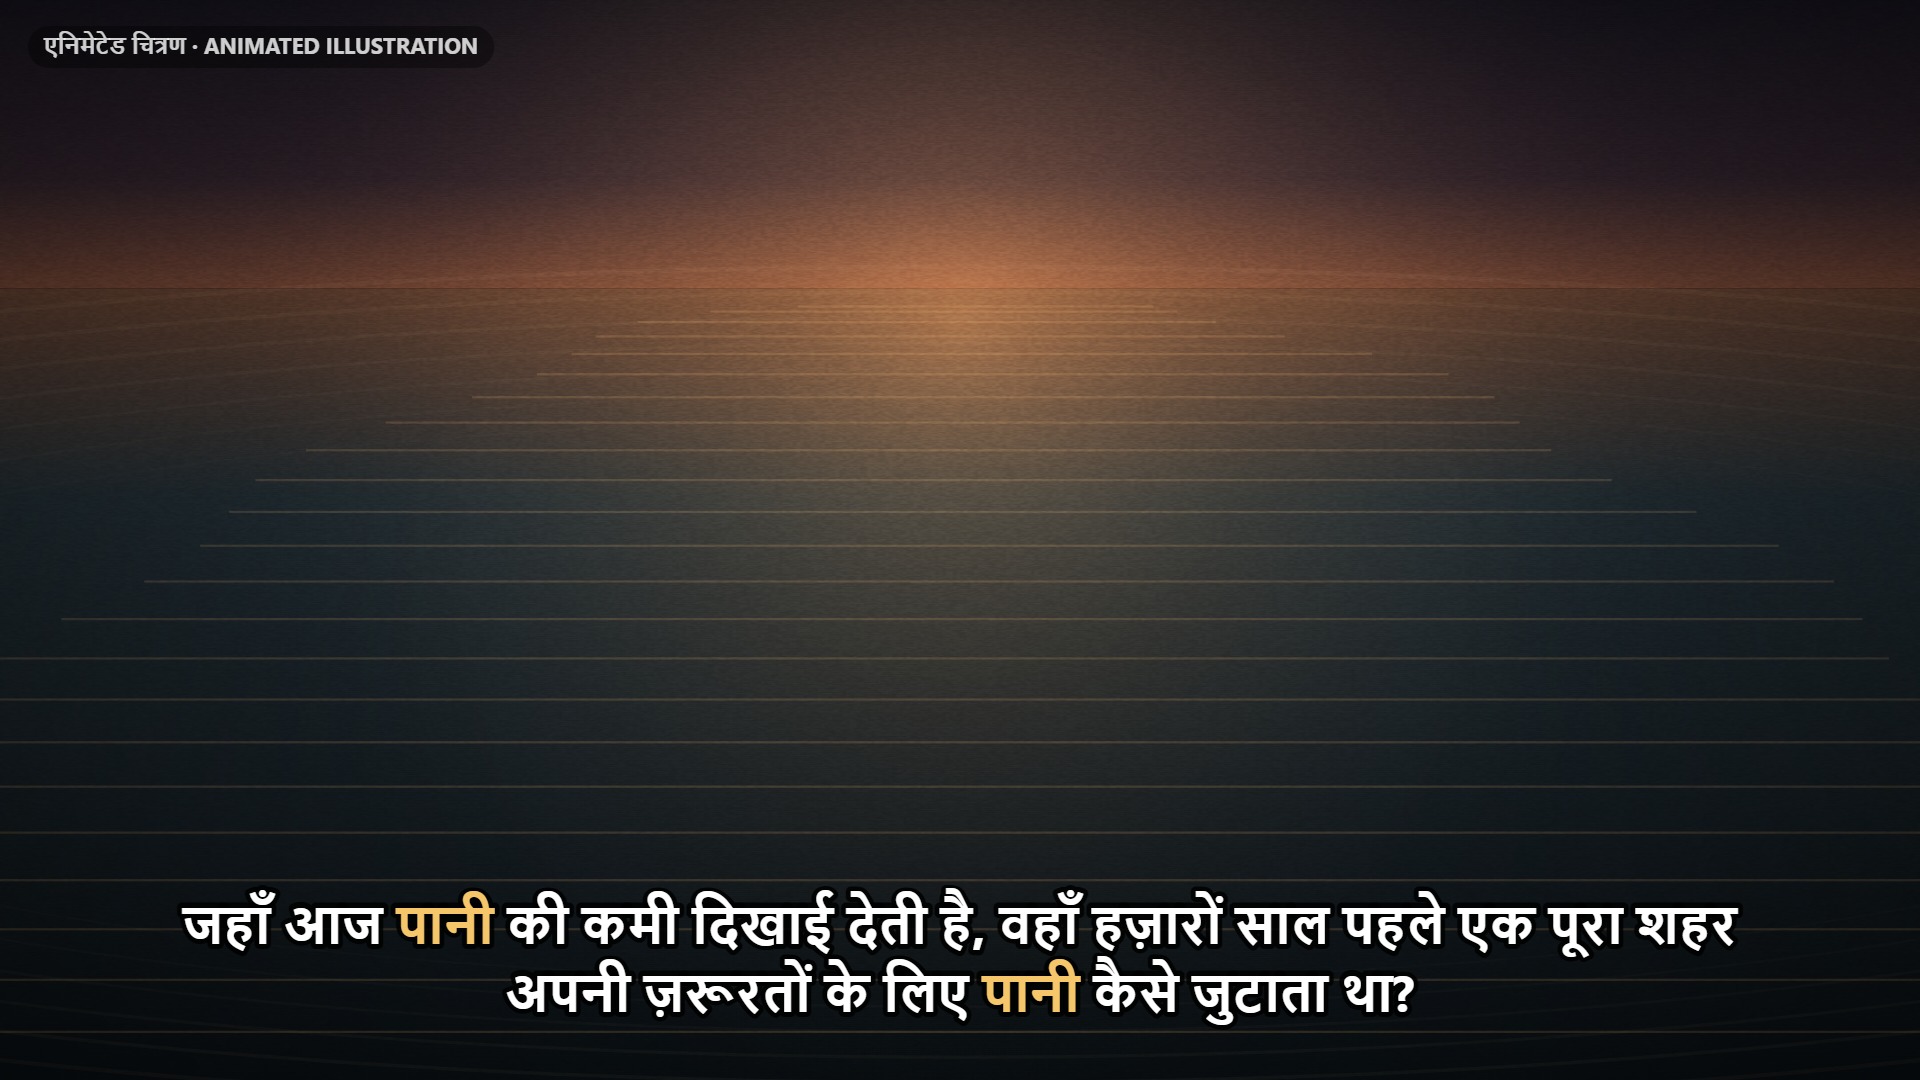 एनिमेटेड चित्रण · ANIMATED ILLUSTRATION
जहाँ आज पानी की कमी दिखाई देती है, वहाँ हज़ारों साल पहले एक पूरा शहर
अपनी ज़रूरतों के लिए पानी कैसे जुटाता था?